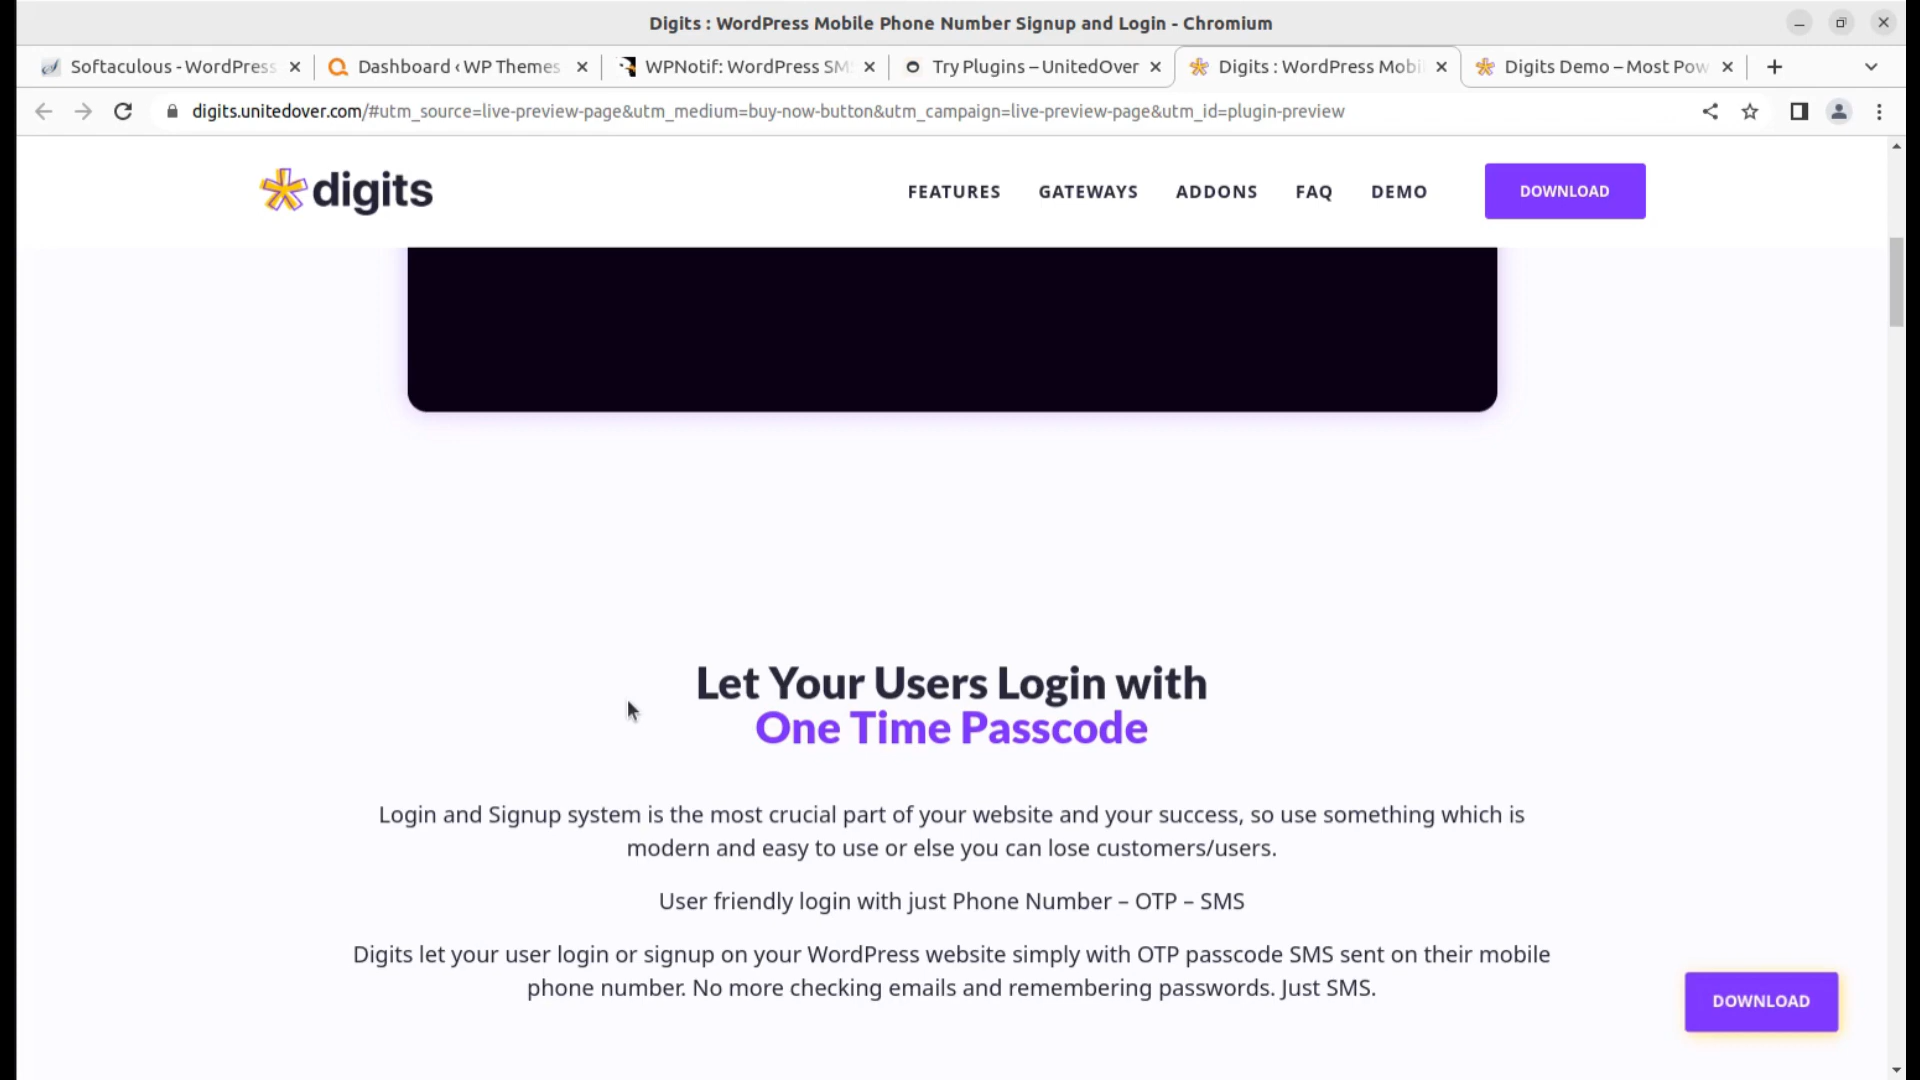 Digits : WordPress Mobile Phone Number Signup and Login - Chromium
Softaculous - WordPress
Dashboard ‹ WP Themes
WPNotif: WordPress SM
Try Plugins – UnitedOver
Digits : WordPress Mobi
Digits Demo – Most Pow
digits.unitedover.com/#utm_source=live-preview-page&utm_medium=buy-now-button&utm_campaign=live-preview-page&utm_id=plugin-preview
digits
FEATURES
GATEWAYS
ADDONS
FAQ
DEMO
DOWNLOAD
Let Your Users Login with
One Time Passcode
Login and Signup system is the most crucial part of your website and your success, so use something which is
modern and easy to use or else you can lose customers/users.
User friendly login with just Phone Number – OTP – SMS
Digits let your user login or signup on your WordPress website simply with OTP passcode SMS sent on their mobile
phone number. No more checking emails and remembering passwords. Just SMS.
DOWNLOAD